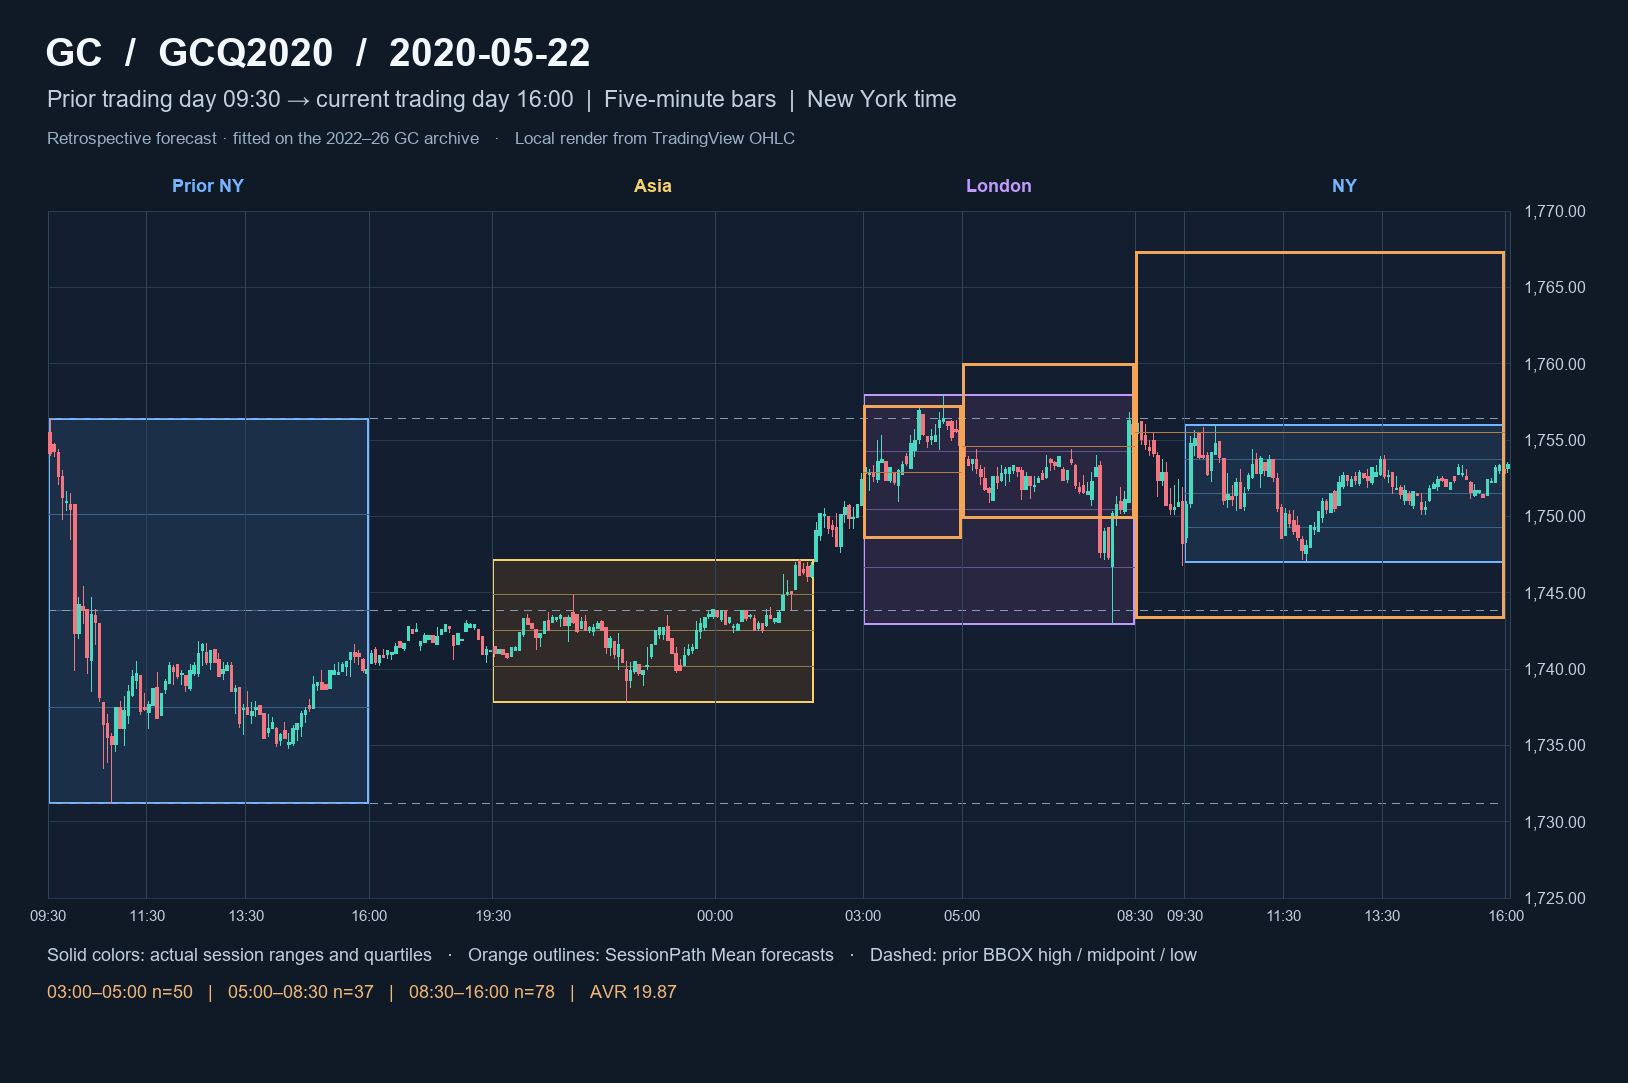 GC / GCQ2020 / 2020-05-22
Prior trading day 09:30 → current trading day 16:00 | Five-minute bars | New York time
Retrospective forecast · fitted on the 2022–26 GC archive · Local render from TradingView OHLC
Prior NY Asia London NY
1,770.00
1,765.00
1,760.00
1,755.00
1,750.00
1,745.00
1,740.00
1,735.00
1,730.00
1,725.00
09:30 11:30 13:30 16:00 19:30 00:00 03:00 05:00 08:30 09:30 11:30 13:30 16:00
Solid colors: actual session ranges and quartiles · Orange outlines: SessionPath Mean forecasts · Dashed: prior BBOX high / midpoint / low
03:00–05:00 n=50 | 05:00–08:30 n=37 | 08:30–16:00 n=78 | AVR 19.87